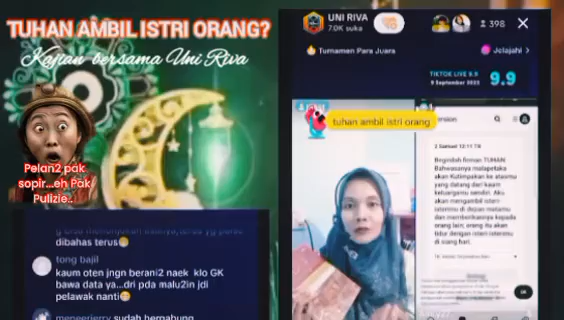 TUHAN AMBIL ISTRI ORANG?
Kajian bersama Uni Riva
Pelan2 pak
sopir...eh Pak
Pulizie..
dibahas terus
tong bajil
kaum oten jngn berani2 naek klo GK
bawa data ya...dri pda malu2in jdi
pelawak nanti
sudah bergabung
UNI RIVA
7.0K suka
398
Turnamen Para Juara
Jelajahi >
TIKTOK LIVE 9.9
9 September 2023
9.9
tuhan ambil istri orang
2 Samuel 12:11 TB
Beginilah firman TUHAN:
Bahwasanya malapetaka
akan Kutimpakan ke atasmu
yang datang dari kaum
keluargamu sendiri. Aku
akan mengambil isteri-
isterimu di depan matamu
dan memberikannya kepada
orang lain; orang itu akan
tidur dengan isteri-isterimu
di siang hari.